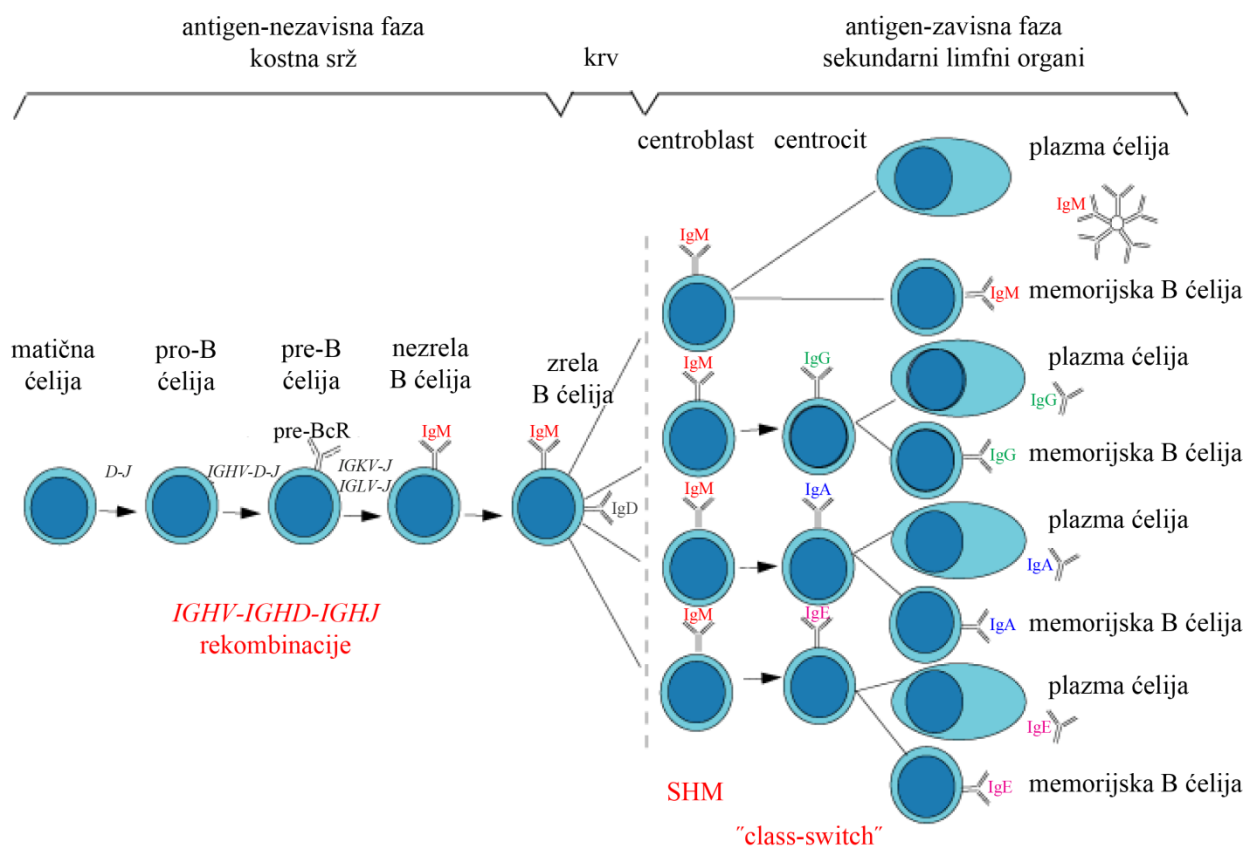 antigen-nezavisna faza
kostna srž
krv
antigen-zavisna faza
sekundarni limfni organi
centroblast
centrocit
plazma ćelija
IgM
IgM
IgM
memorijska B ćelija
matična
ćelija
pro-B
ćelija
pre-B
ćelija
nezrela
B ćelija
zrela
B ćelija
pre-BcR
IgM
IgM
IgD
D-J
IGHV-D-J
IGKV-J
IGLV-J
IgM
IgG
plazma ćelija
IgG
IgG
memorijska B ćelija
IgM
IgA
plazma ćelija
IgA
IgA
memorijska B ćelija
IgM
IgE
plazma ćelija
IgE
IgE
memorijska B ćelija
IGHV-IGHD-IGHJ
rekombinacije
SHM
˝class-switch˝